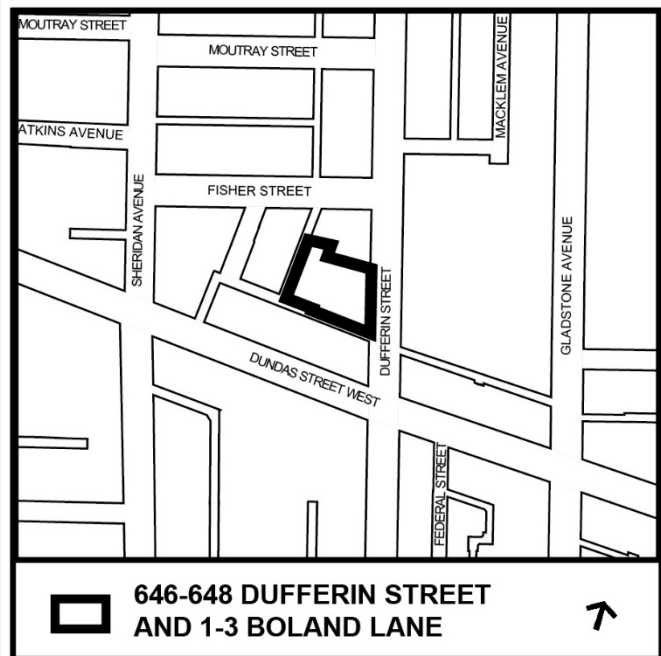 MOUTRAY STREET
MOUTRAY STREET
MACKLEM AVENUE
ATKINS AVENUE
FISHER STREET
SHERIDAN AVENUE
DUFFERIN STREET
GLADSTONE AVENUE
DUNDAS STREET WEST
FEDERAL STREET
646-648 DUFFERIN STREET
AND 1-3 BOLAND LANE